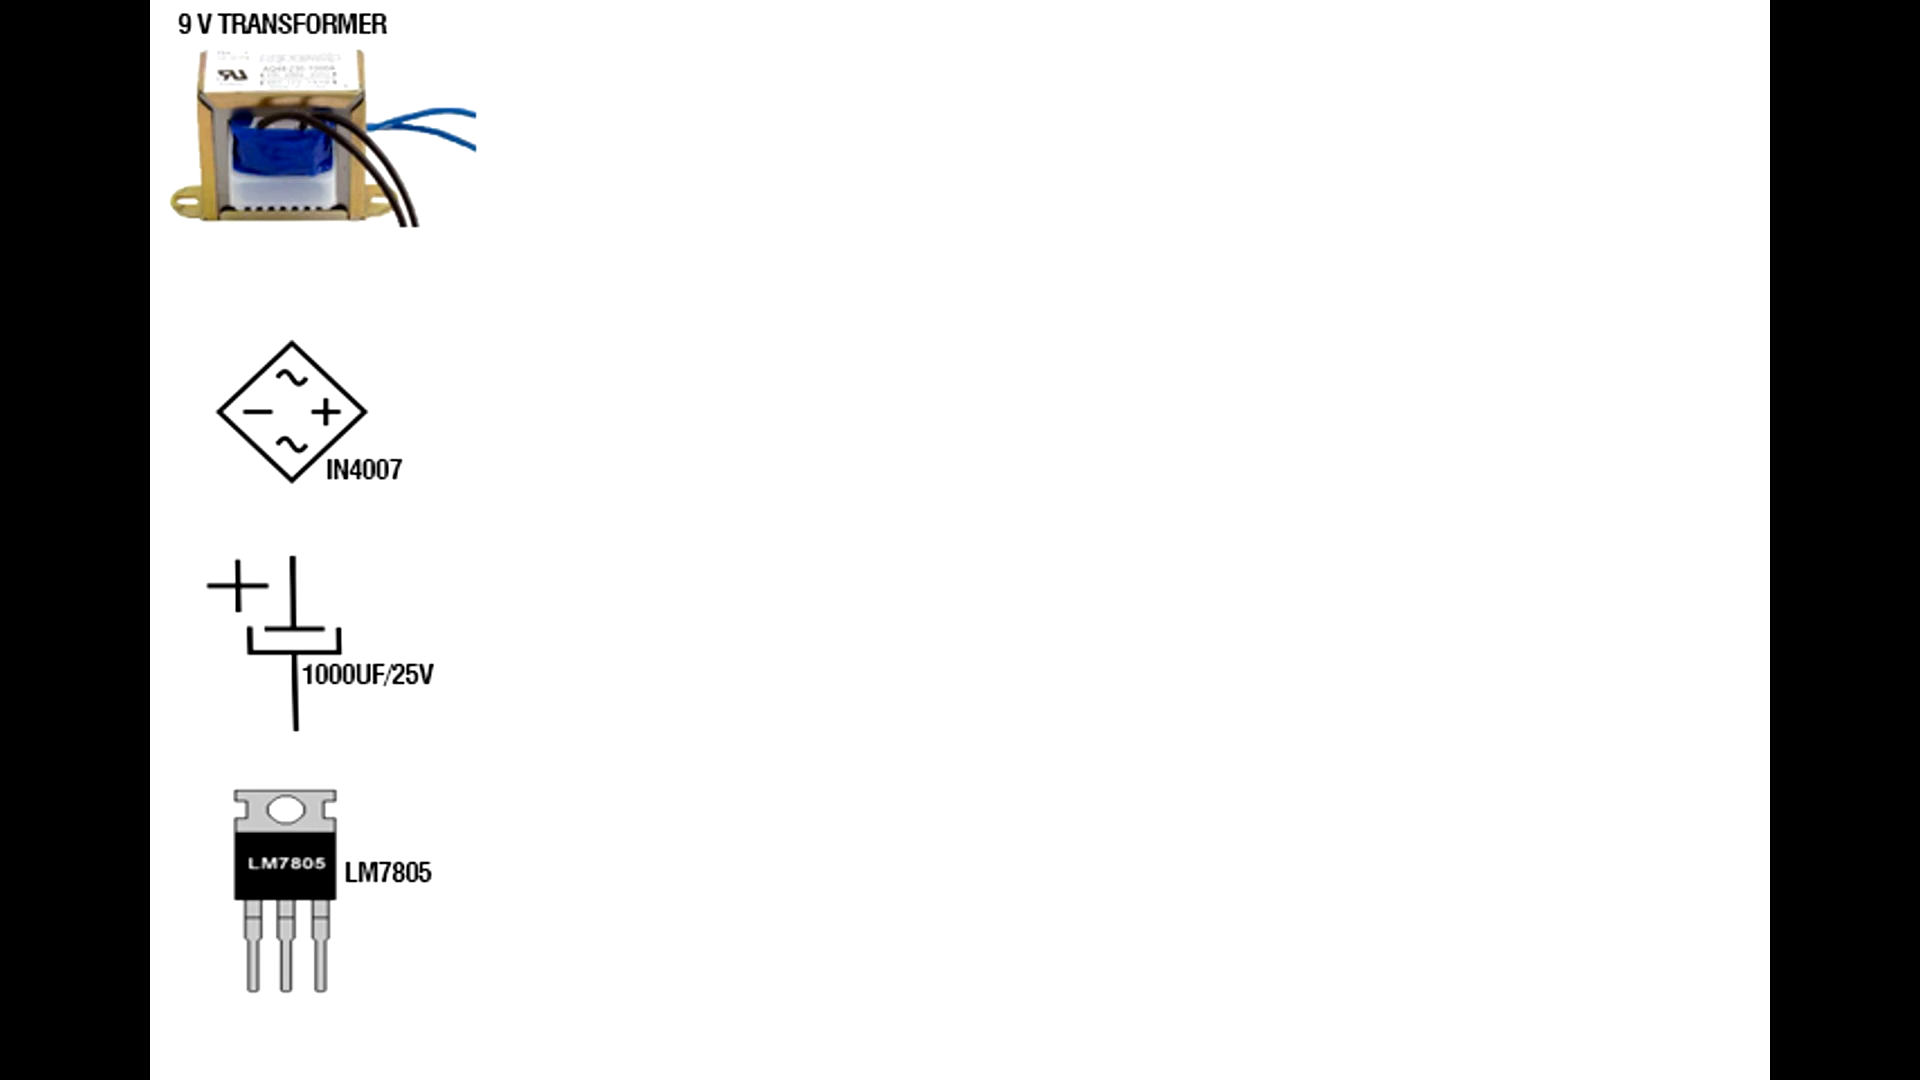 9 V TRANSFORMER
IN4007
1000UF/25V
LM7805
LM7805